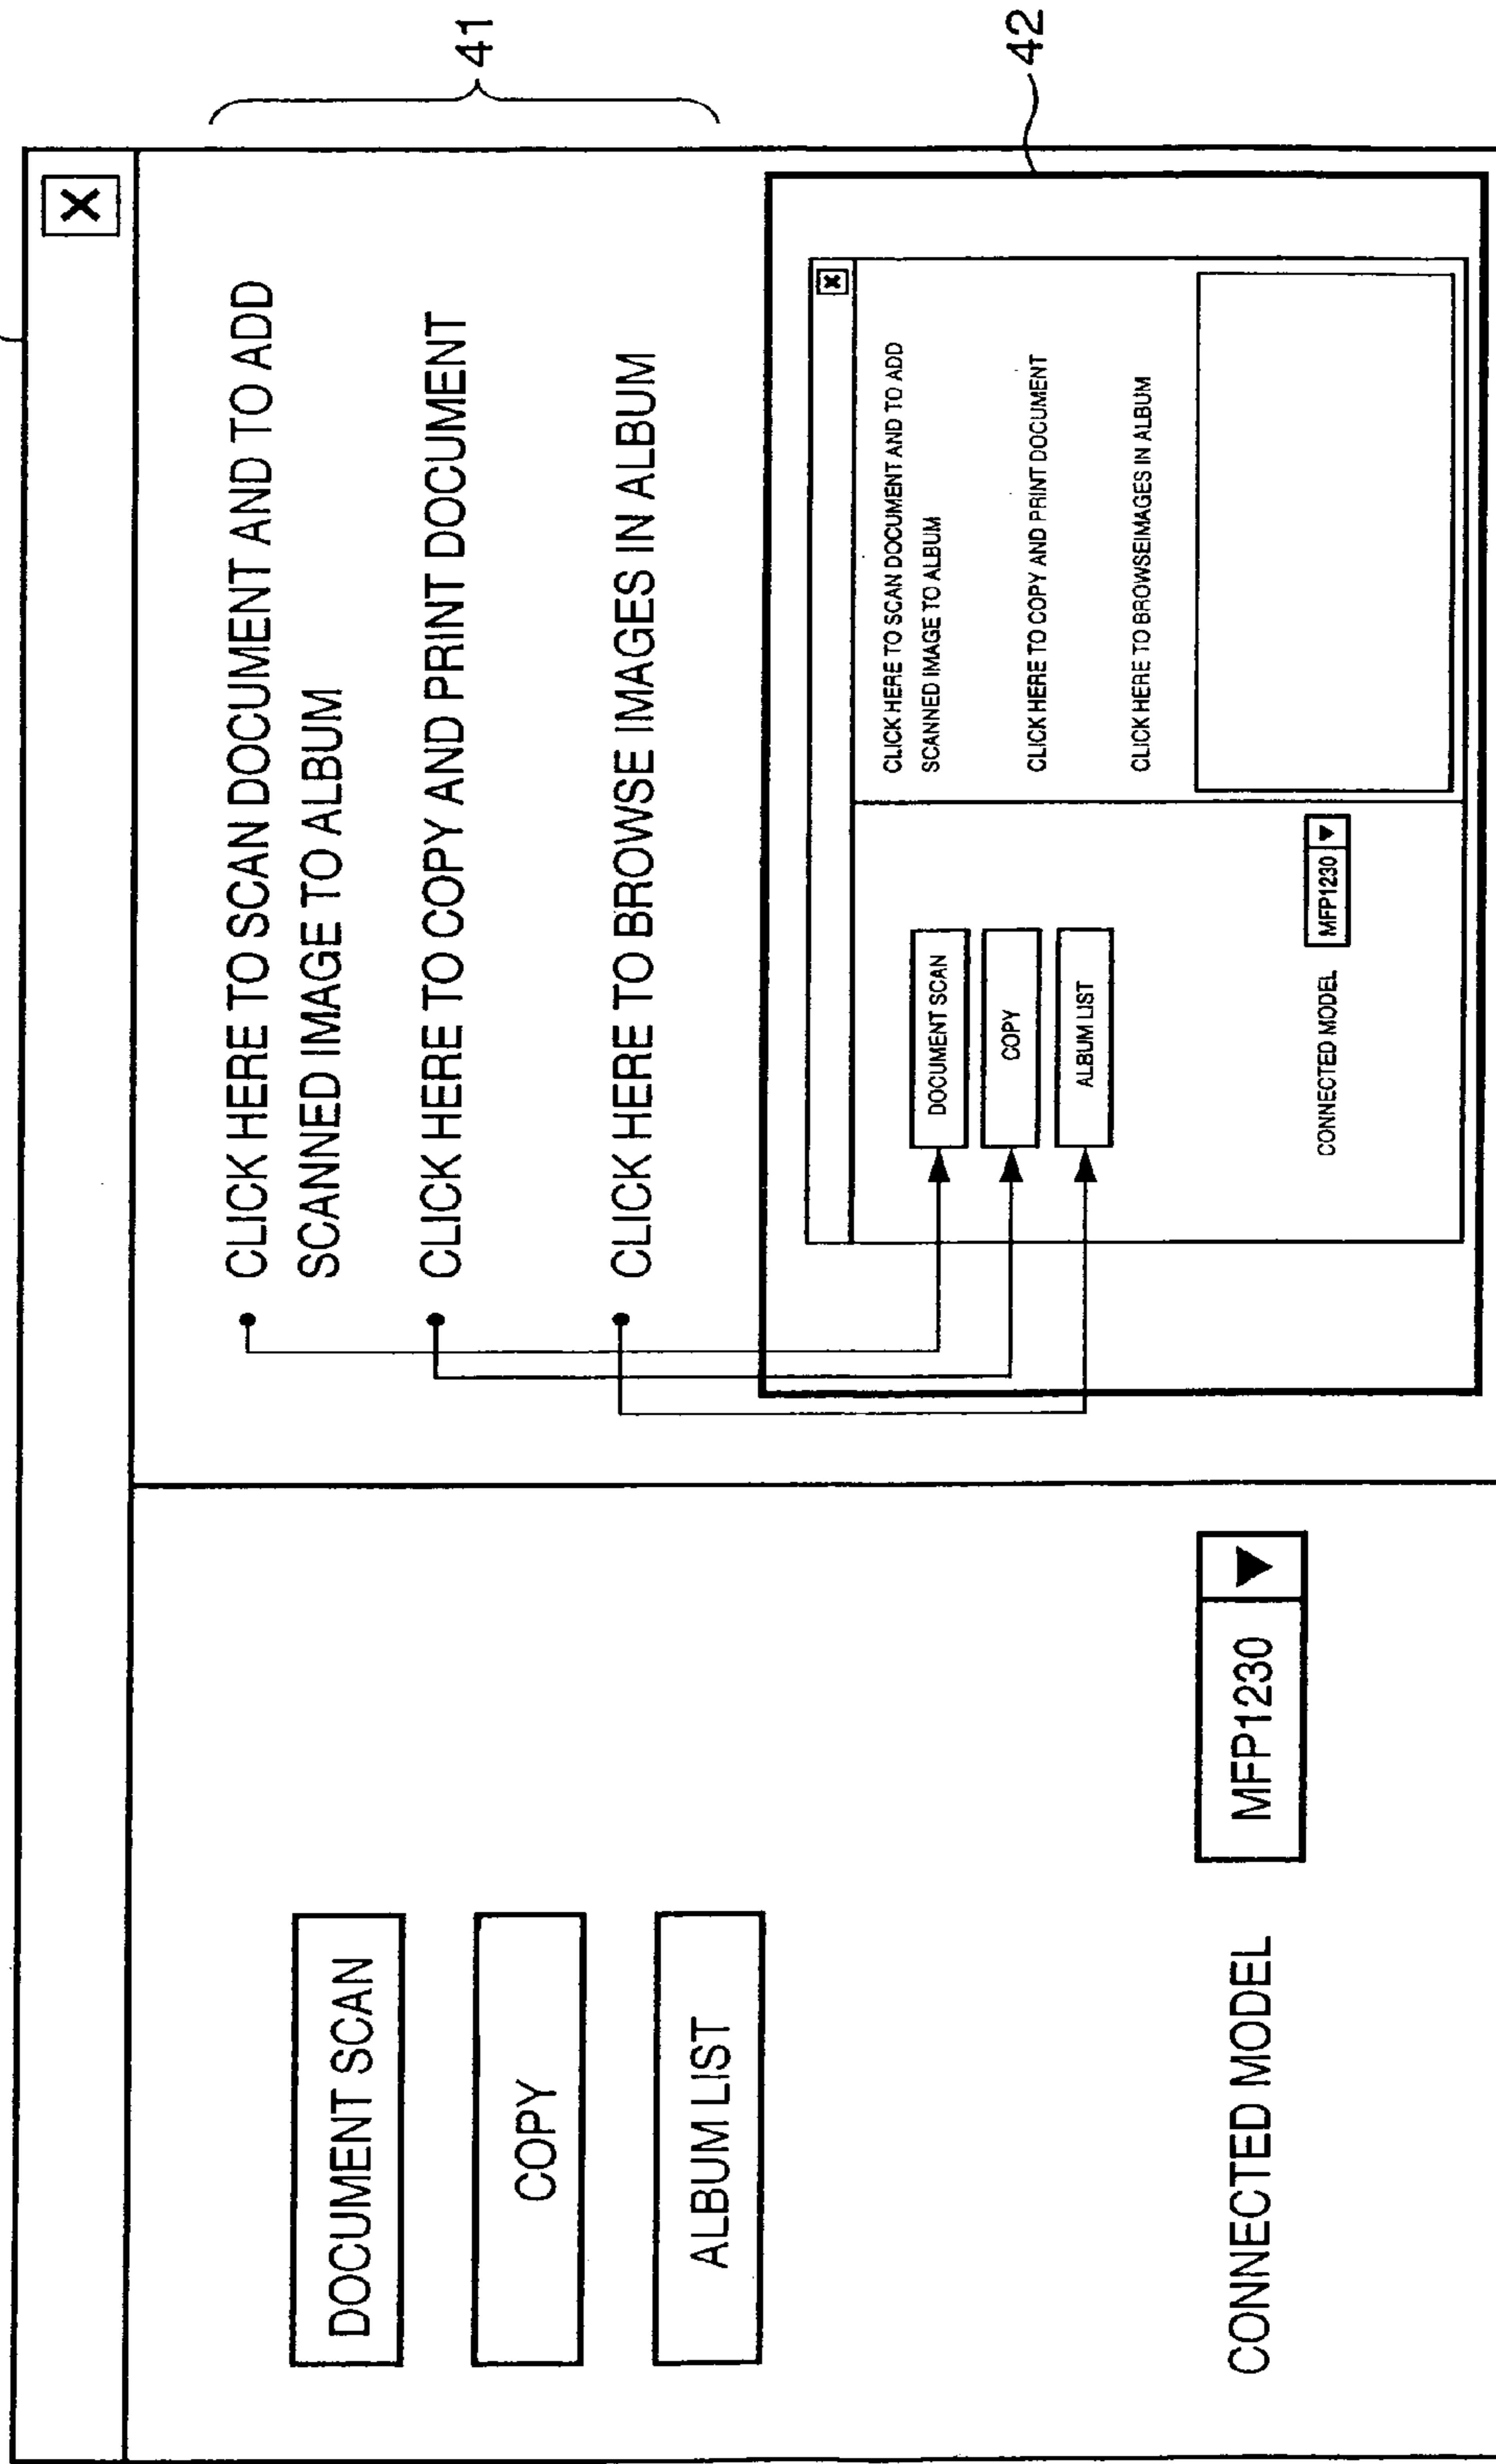 41
CLICK HERE TO SCAN DOCUMENT AND TO ADD
SCANNED IMAGE TO ALBUM
CLICK HERE TO COPY AND PRINT DOCUMENT
CLICK HERE TO BROWSE IMAGES IN ALBUM
DOCUMENT SCAN
COPY
ALBUM LIST
CONNECTED MODEL
MFP1230
42
CLICK HERE TO SCAN DOCUMENT AND TO ADD
SCANNED IMAGE TO ALBUM
CLICK HERE TO COPY AND PRINT DOCUMENT
CLICK HERE TO BROWSEIMAGES IN ALBUM
DOCUMENT SCAN
COPY
ALBUM LIST
CONNECTED MODEL
MFP1230